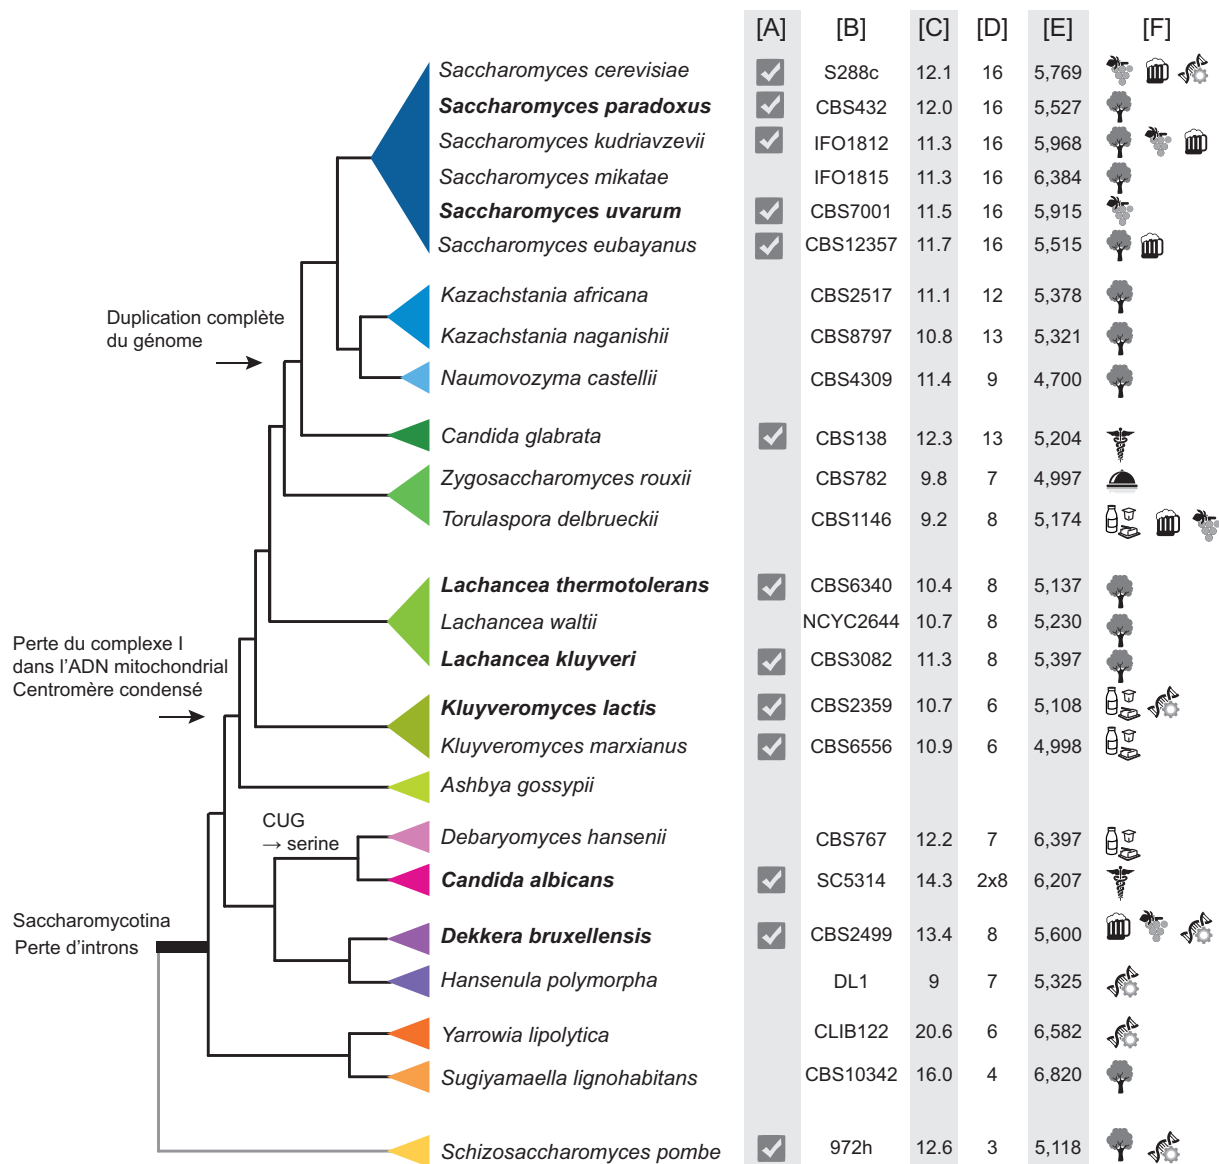 [A] [B] [C] [D] [E] [F]
Saccharomyces cerevisiae S288c 12.1 16 5,769
Saccharomyces paradoxus CBS432 12.0 16 5,527
Saccharomyces kudriavzevii IFO1812 11.3 16 5,968
Saccharomyces mikatae IFO1815 11.3 16 6,384
Saccharomyces uvarum CBS7001 11.5 16 5,915
Saccharomyces eubayanus CBS12357 11.7 16 5,515
Kazachstania africana CBS2517 11.1 12 5,378
Duplication complète
du génome
Kazachstania naganishii CBS8797 10.8 13 5,321
Naumovozyma castellii CBS4309 11.4 9 4,700
Candida glabrata CBS138 12.3 13 5,204
Zygosaccharomyces rouxii CBS782 9.8 7 4,997
Torulaspora delbrueckii CBS1146 9.2 8 5,174
Lachancea thermotolerans CBS6340 10.4 8 5,137
Lachancea waltii NCYC2644 10.7 8 5,230
Perte du complexe I
dans l'ADN mitochondrial
Centromère condensé
Lachancea kluyveri CBS3082 11.3 8 5,397
Kluyveromyces lactis CBS2359 10.7 6 5,108
Kluyveromyces marxianus CBS6556 10.9 6 4,998
Ashbya gossypii
CUG
→ serine
Debaryomyces hansenii CBS767 12.2 7 6,397
Candida albicans SC5314 14.3 2x8 6,207
Saccharomycotina
Perte d'introns
Dekkera bruxellensis CBS2499 13.4 8 5,600
Hansenula polymorpha DL1 9 7 5,325
Yarrowia lipolytica CLIB122 20.6 6 6,582
Sugiyamaella lignohabitans CBS10342 16.0 4 6,820
Schizosaccharomyces pombe 972h 12.6 3 5,118